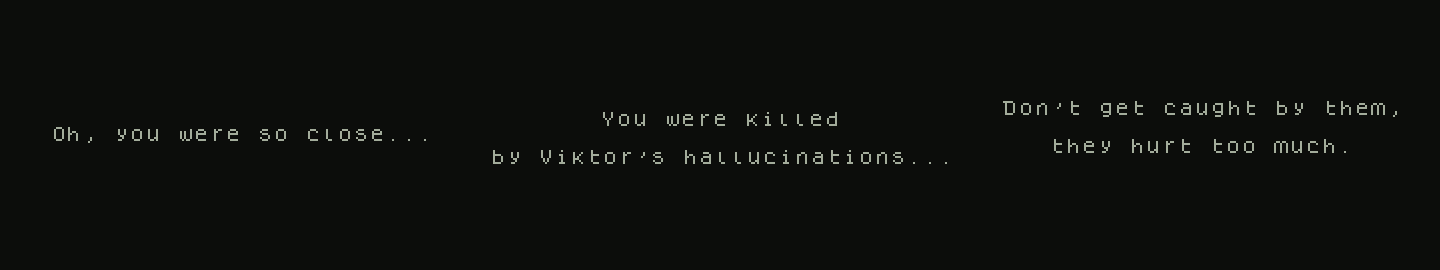 Oh, you were so close...
You were killed
by Viktor's hallucinations...
Don't get caught by them,
they hurt too much.